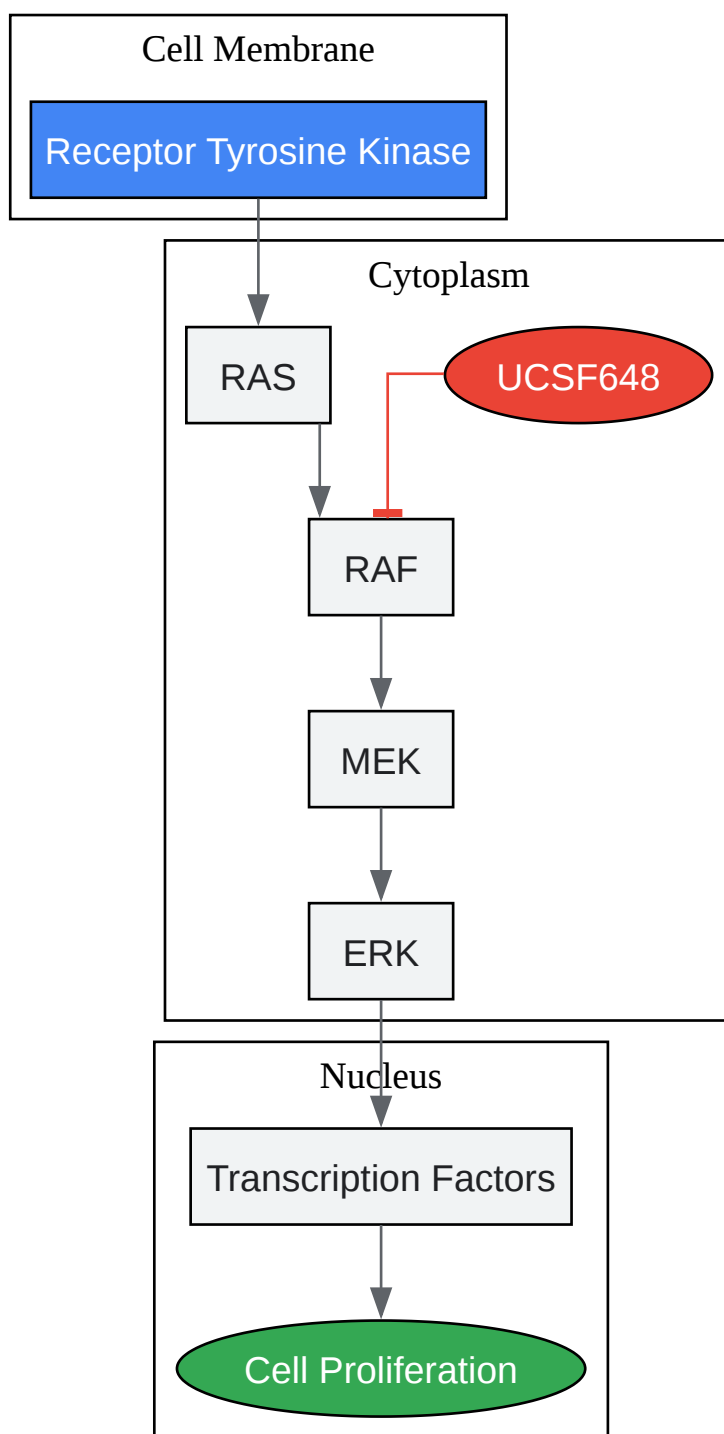 Cell Membrane
Receptor Tyrosine Kinase
Cytoplasm
RAS
UCSF648
RAF
MEK
ERK
Nucleus
Transcription Factors
Cell Proliferation